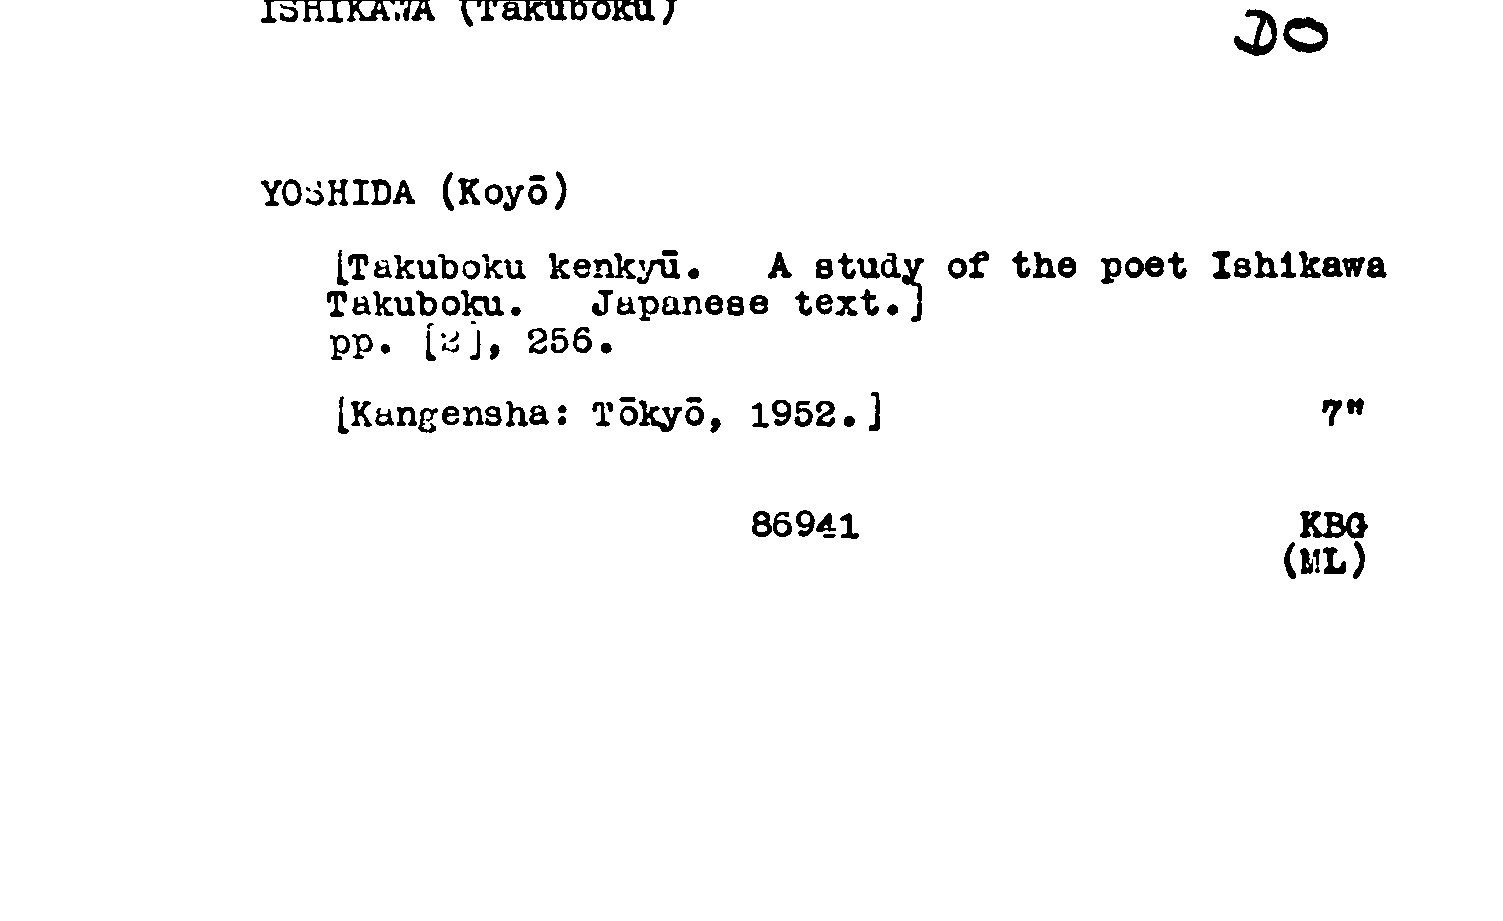 ISHIKAWA (Takuboku)
DO
YOSHIDA (Koyō)
[Takuboku kenkyū. A study of the poet Ishikawa
Takuboku. Japanese text.]
pp. [2], 256.
[Kangensha: Tōkyō, 1952.] 7"
86941 KBG
(ML)